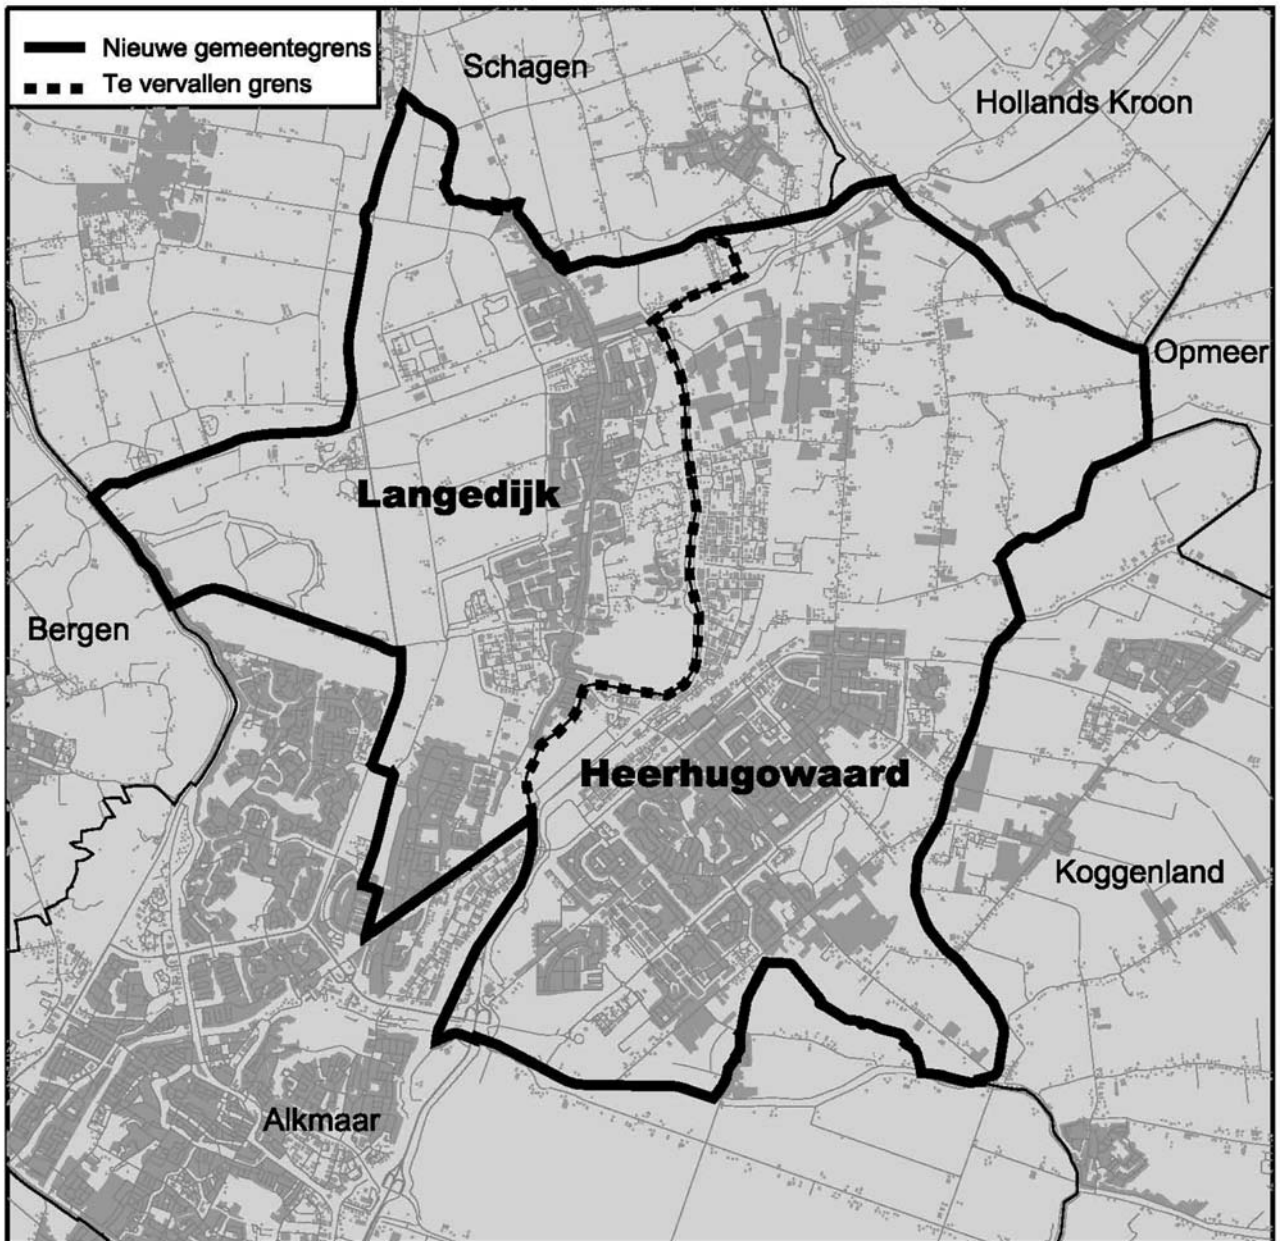 Nieuwe gemeentegrens
Te vervallen grens
Schagen
Hollands Kroon
Opmeer
Langedijk
Bergen
Heerhugowaard
Koggenland
Alkmaar